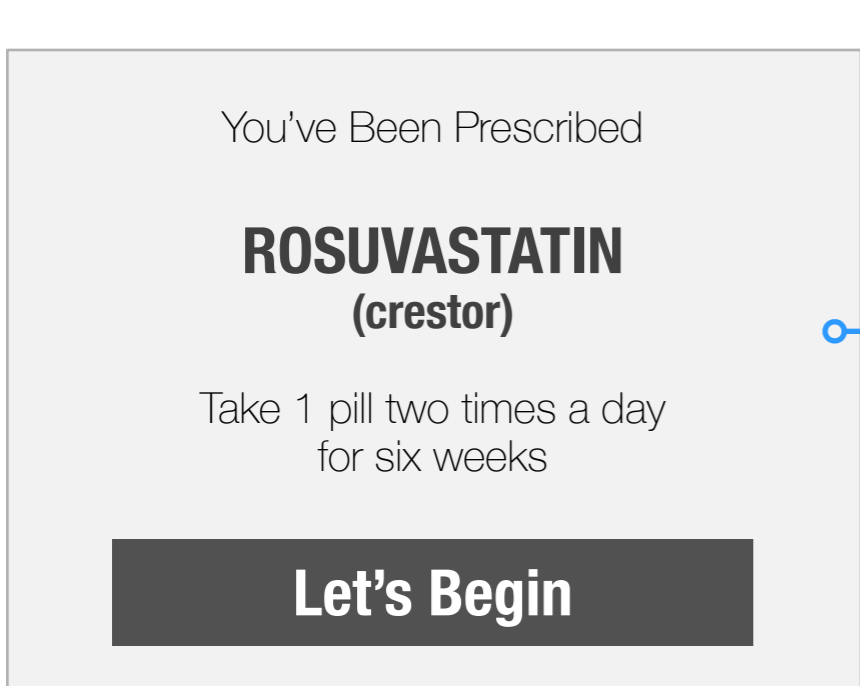 You’ve Been Prescribed
ROSUVASTATIN
(crestor)
Take 1 pill two times a day
for six weeks
Let’s Begin